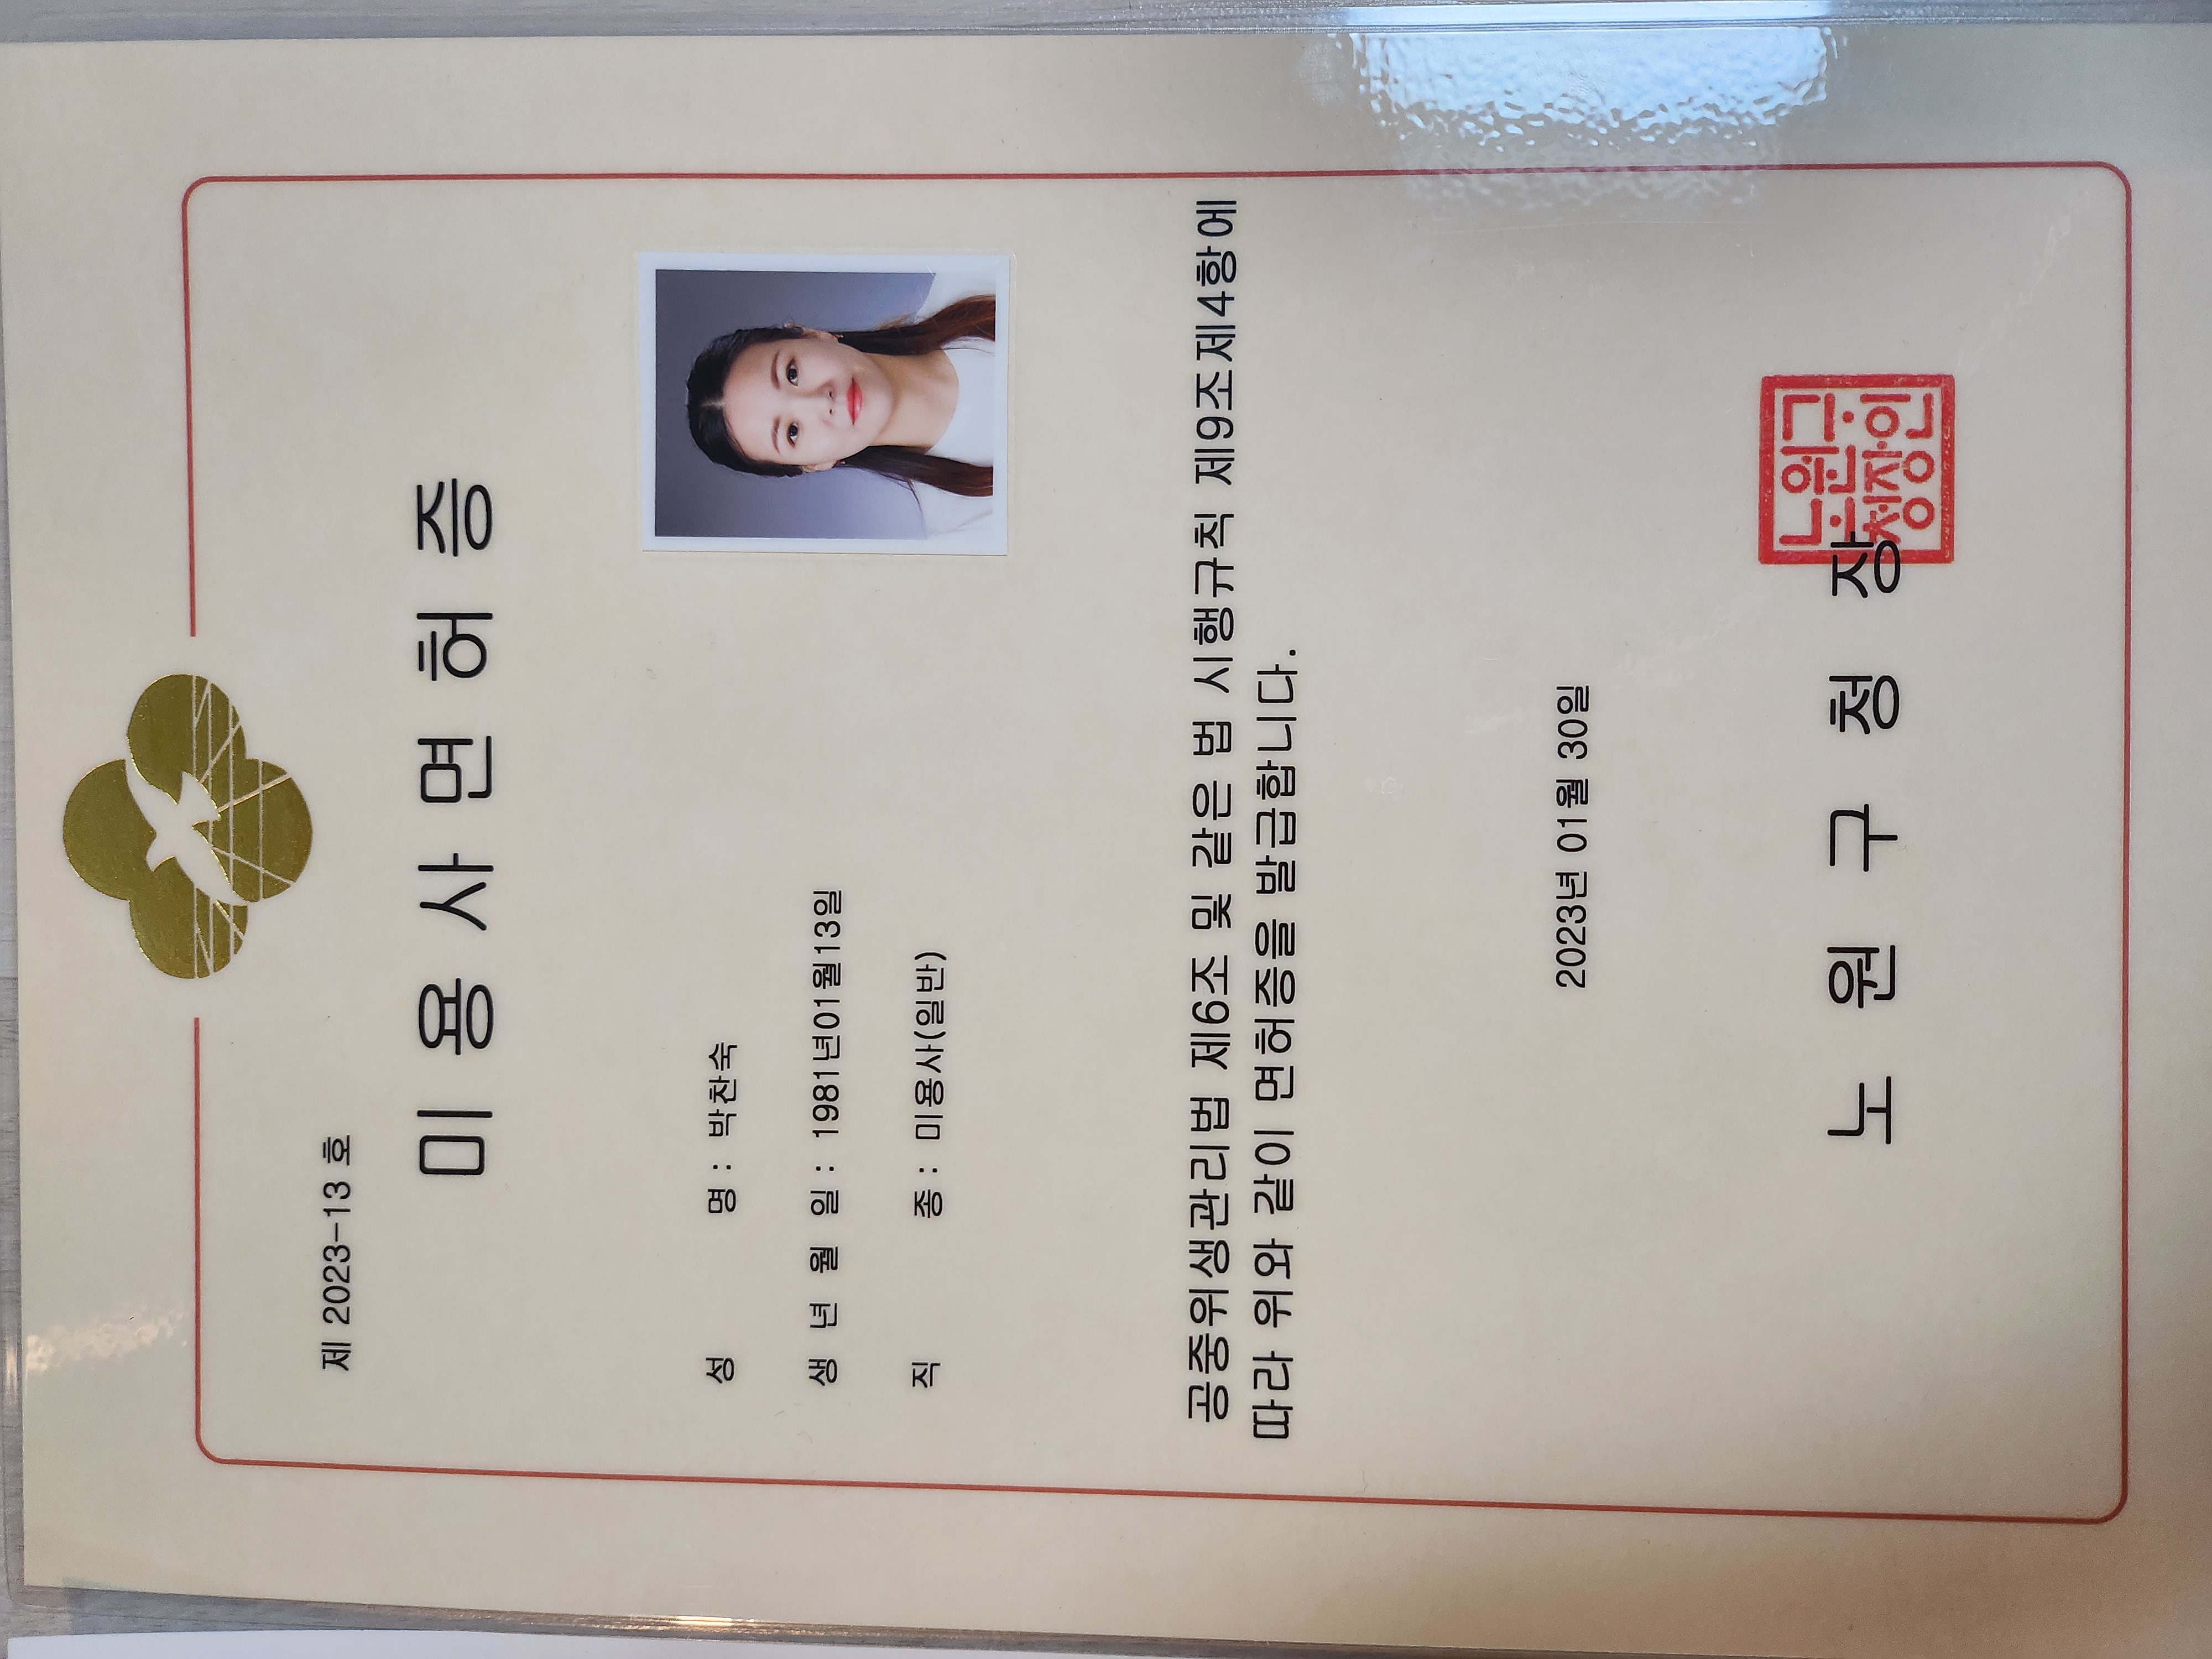 제 2023-13 호
미 용 사 면 허 증
성 명 : 박찬숙
생 년 월 일 : 1981년01월13일
직 종 : 미용사(일반)
공중위생관리법 제6조 및 같은 법 시행규칙 제9조제4항에
따라 위와 같이 면허증을 발급합니다.
2023년 01월 30일
노 원 구 청 장
노원구
청장인